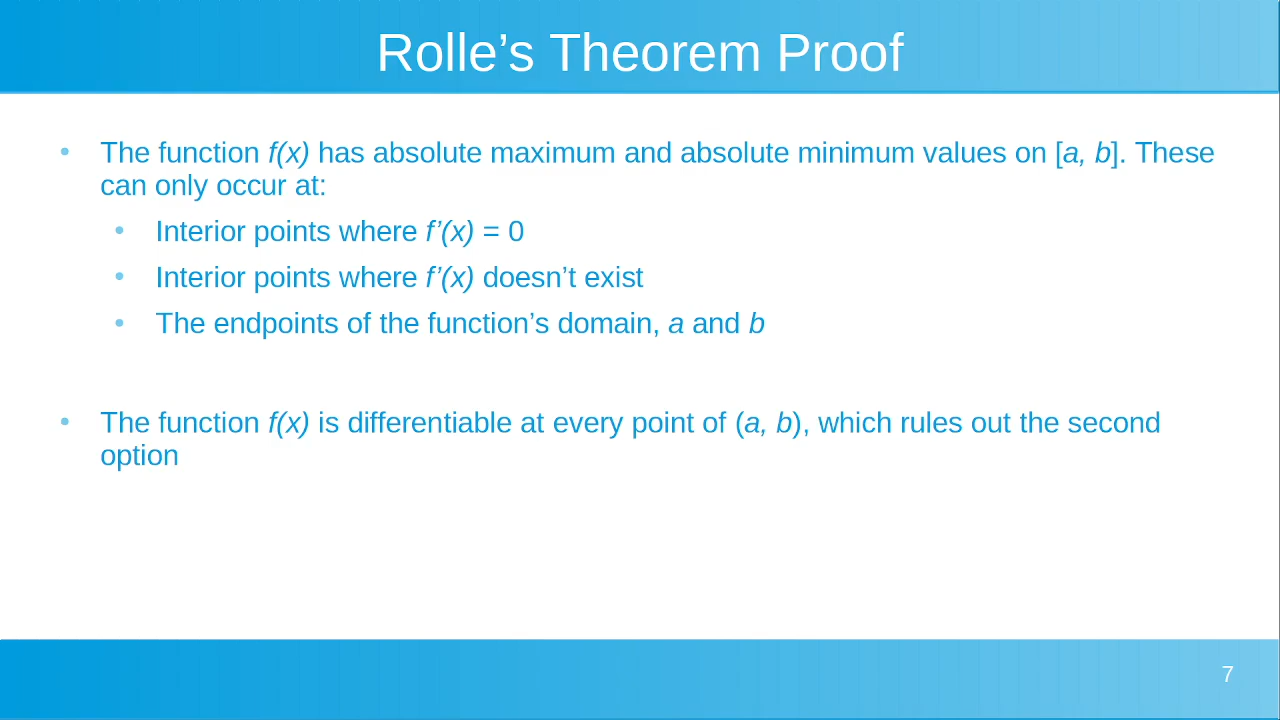 Rolle’s Theorem Proof
• The function f(x) has absolute maximum and absolute minimum values on [a, b]. These
can only occur at:
• Interior points where f’(x) = 0
• Interior points where f’(x) doesn’t exist
• The endpoints of the function’s domain, a and b
• The function f(x) is differentiable at every point of (a, b), which rules out the second
option
7